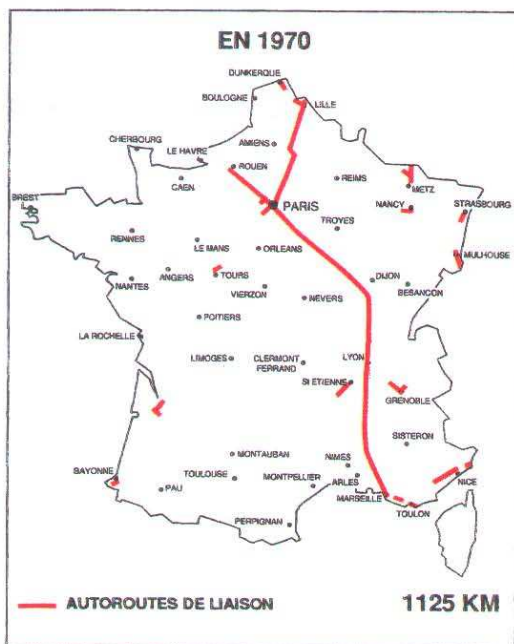 EN 1970
DUNKERQUE
BOULOGNE
LILLE
CHERBOURG
AMIENS
LE HAVRE
ROUEN
CAEN
REIMS
METZ
BREST
PARIS
NANCY
STRASBOURG
TROYES
RENNES
LE MANS
ORLEANS
MULHOUSE
ANGERS
TOURS
DIJON
NANTES
VIERZON
BESANCON
NEVERS
POITIERS
LA ROCHELLE
LIMOGES
CLERMONT
FERRAND
LYON
ST ETIENNE
GRENOBLE
SISTERON
MONTAUBAN
NIMES
BAYONNE
TOULOUSE
MONTPELLIER
ARLES
NICE
PAU
MARSEILLE
TOULON
PERPIGNAN
AUTOROUTES DE LIAISON
1125 KM